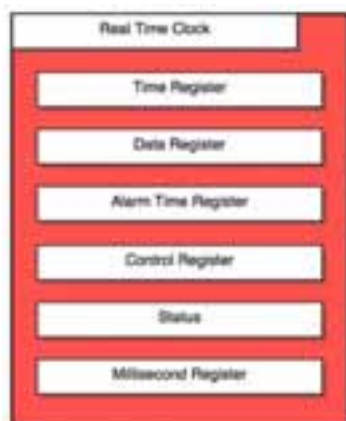 Real Time Clock
Time Register
Data Register
Alarm Time Register
Control Register
Status
Millisecond Register